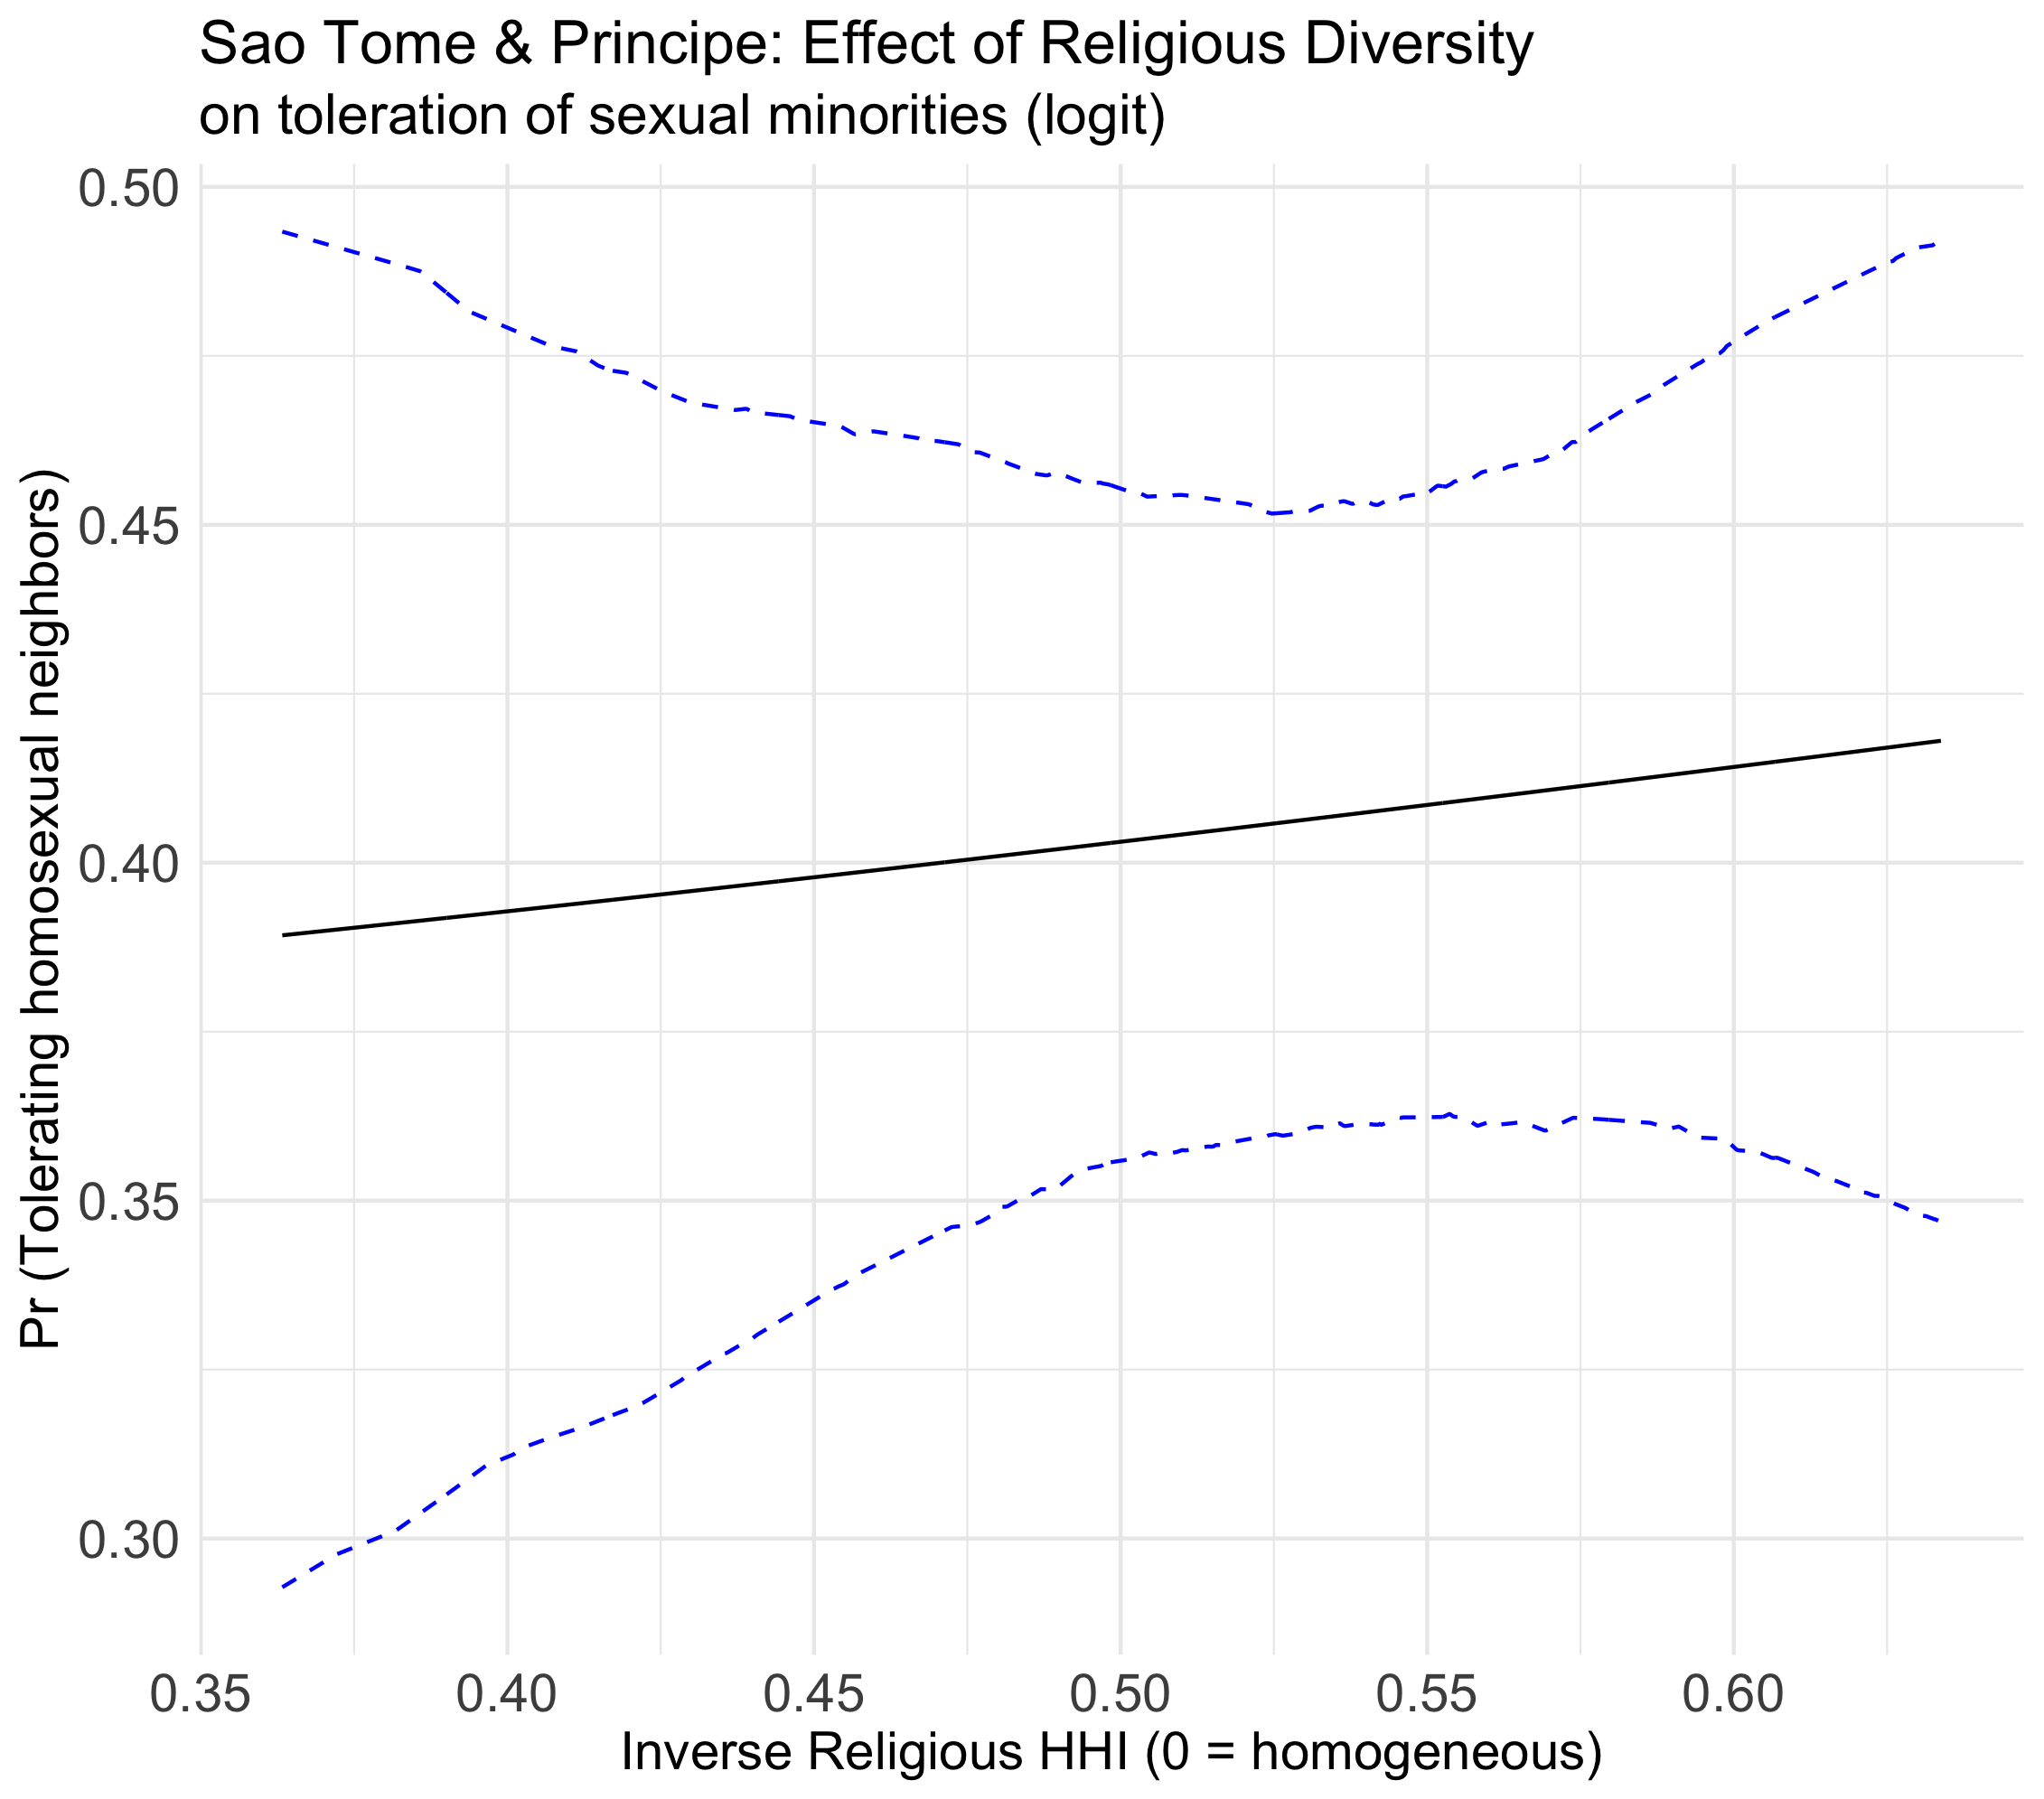 Sao Tome & Principe: Effect of Religious Diversity
on toleration of sexual minorities (logit)
Pr (Tolerating homosexual neighbors)
0.50
0.45
0.40
0.35
0.30
0.35
0.40
0.45
0.50
0.55
0.60
Inverse Religious HHI (0 = homogeneous)